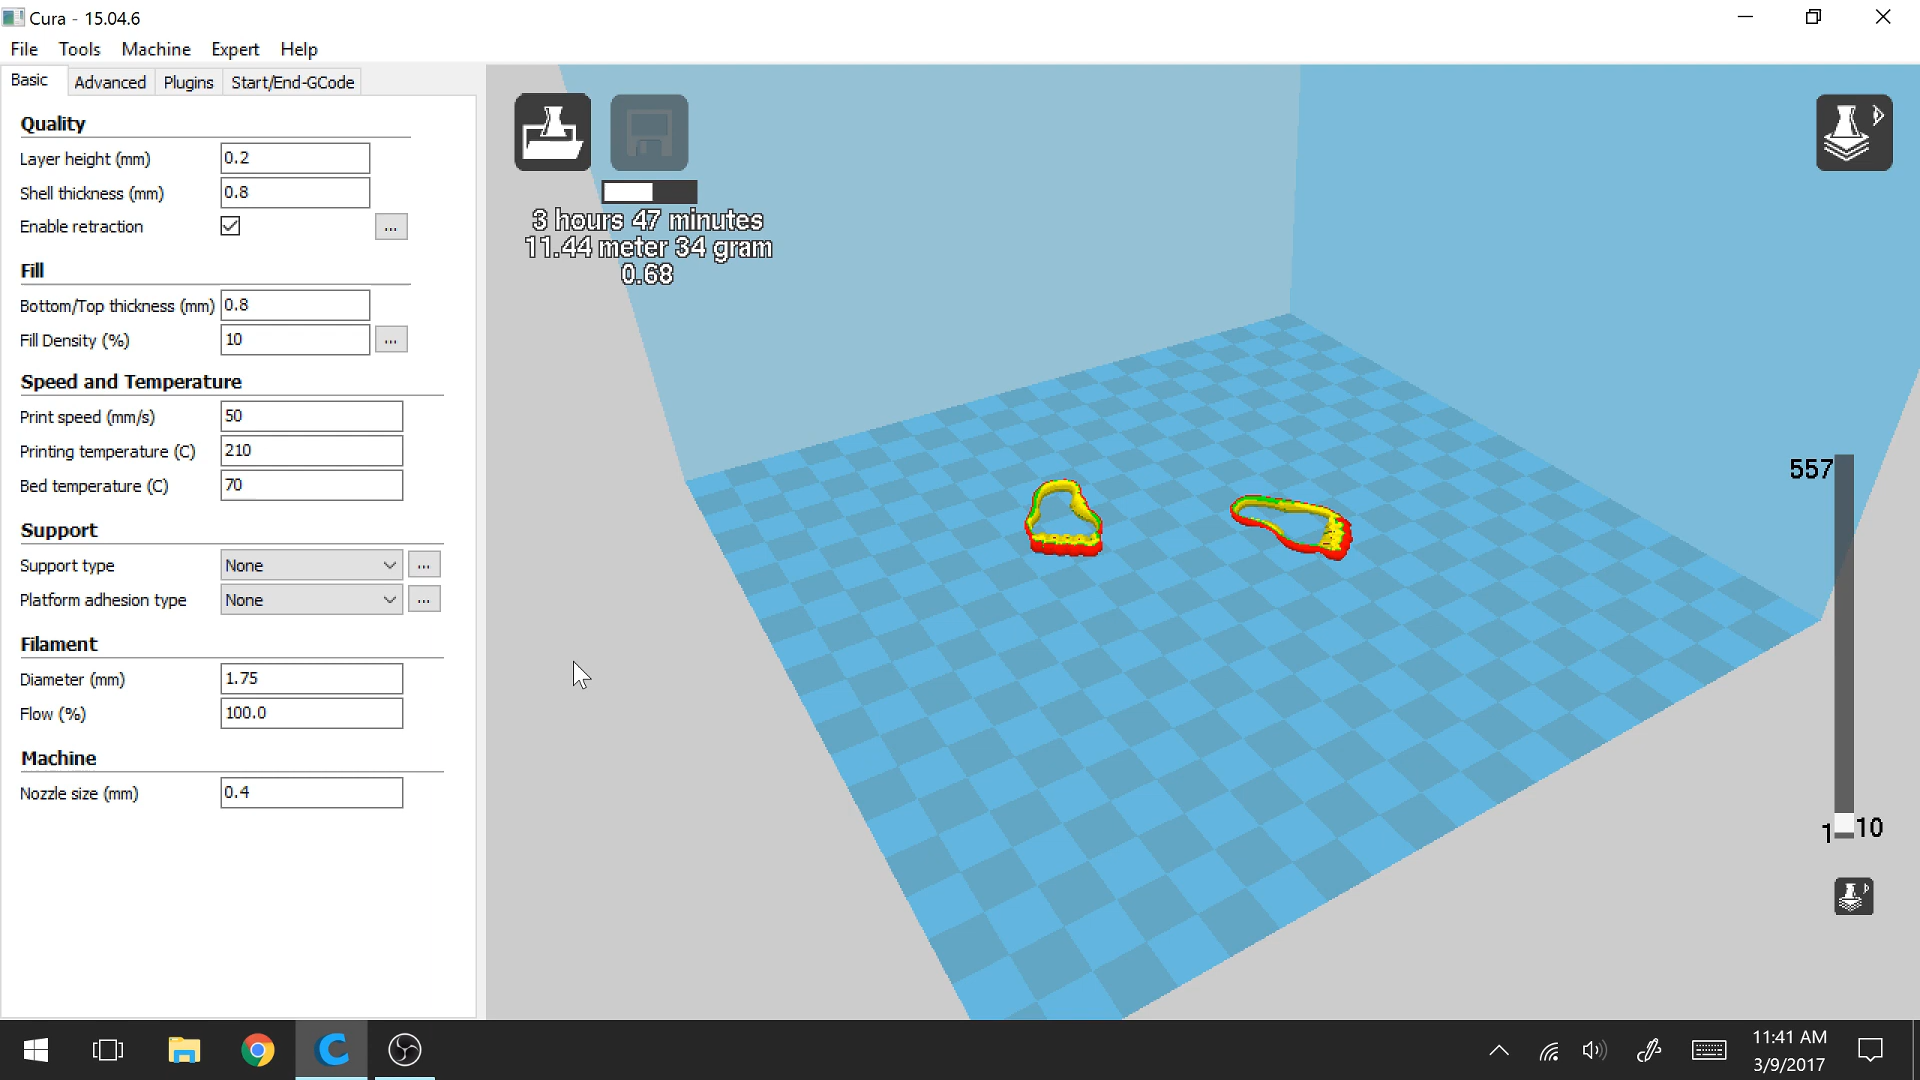 Cura - 15.04.6
File Tools Machine Expert Help
Basic Advanced Plugins Start/End-GCode
Quality
Layer height (mm) 0.2
Shell thickness (mm) 0.8
Enable retraction ...
Fill
Bottom/Top thickness (mm) 0.8
Fill Density (%) 10 ...
Speed and Temperature
Print speed (mm/s) 50
Printing temperature (C) 210
Bed temperature (C) 70
Support
Support type None ...
Platform adhesion type None ...
Filament
Diameter (mm) 1.75
Flow (%) 100.0
Machine
Nozzle size (mm) 0.4
3 hours 47 minutes
11.44 meter 34 gram
0.68
557
1 10
11:41 AM
3/9/2017